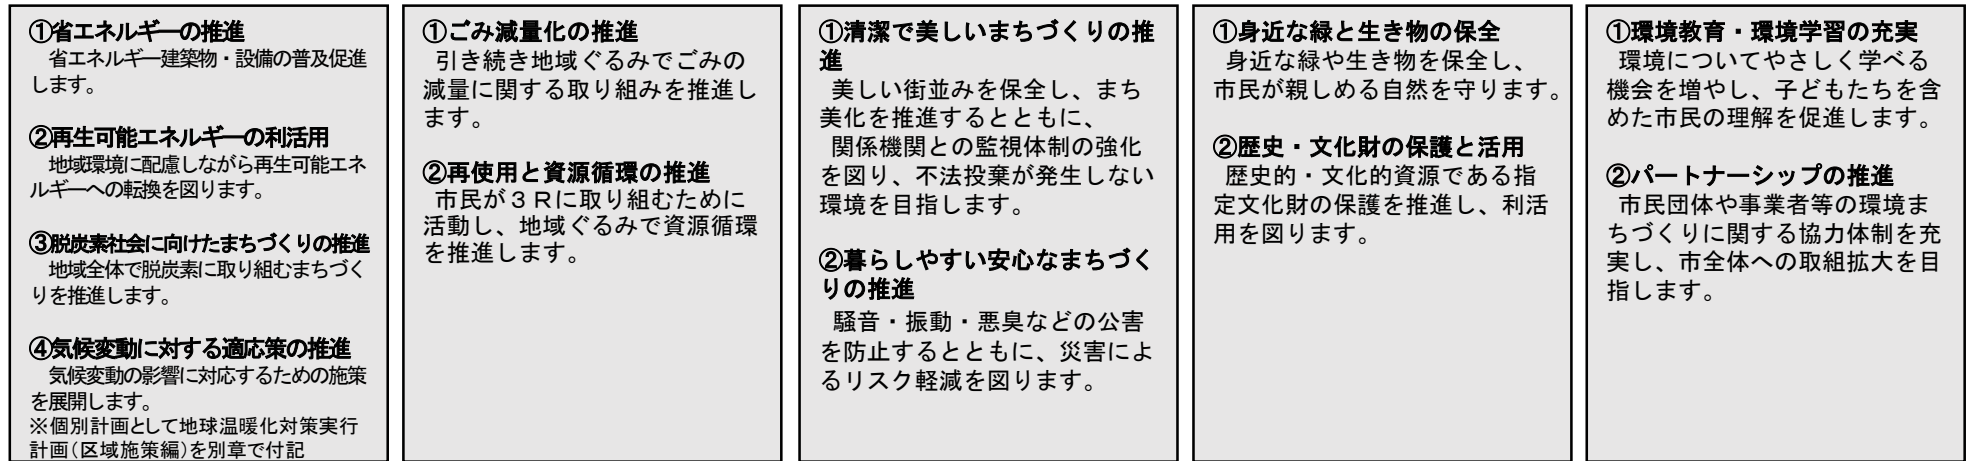 ①省エネルギーの推進
省エネルギー建築物・設備の普及促進
します。
②再生可能エネルギーの利活用
地域環境に配慮しながら再生可能エネ
ルギーへの転換を図ります。
③脱炭素社会に向けたまちづくりの推進
地域全体で脱炭素に取り組むまちづく
りを推進します。
④気候変動に対する適応策の推進
気候変動の影響に対応するための施策
を展開します。
※個別計画として地球温暖化対策実行
計画(区域施策編)を別章で付記
①ごみ減量化の推進
引き続き地域ぐるみでごみの
減量に関する取り組みを推進し
ます。
②再使用と資源循環の推進
市民が３Ｒに取り組むために
活動し、地域ぐるみで資源循環
を推進します。
①清潔で美しいまちづくりの推
進
美しい街並みを保全し、まち
美化を推進するとともに、
関係機関との監視体制の強化
を図り、不法投棄が発生しない
環境を目指します。
②暮らしやすい安心なまちづく
りの推進
騒音・振動・悪臭などの公害
を防止するとともに、災害によ
るリスク軽減を図ります。
①身近な緑と生き物の保全
身近な緑や生き物を保全し、
市民が親しめる自然を守ります。
②歴史・文化財の保護と活用
歴史的・文化的資源である指
定文化財の保護を推進し、利活
用を図ります。
①環境教育・環境学習の充実
環境についてやさしく学べる
機会を増やし、子どもたちを含
めた市民の理解を促進します。
②パートナーシップの推進
市民団体や事業者等の環境ま
ちづくりに関する協力体制を充
実し、市全体への取組拡大を目
指します。